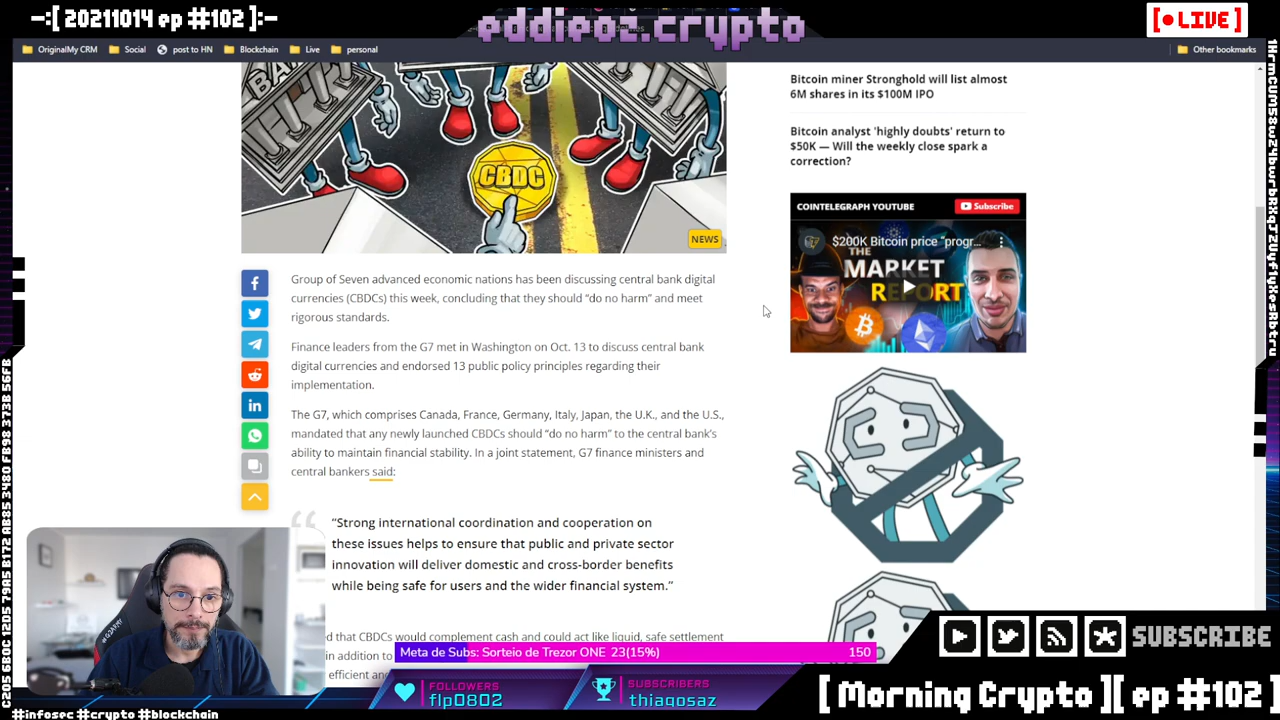 —:[ 20211014 ep #102 ]:—
eddieoz.crypto
[ ● LIVE ]
OriginalMy CRM
Social
post to HN
Blockchain
Live
personal
Other bookmarks
CBDC
NEWS
Bitcoin miner Stronghold will list almost
6M shares in its $100M IPO
Bitcoin analyst 'highly doubts' return to
$50K — Will the weekly close spark a
correction?
COINTELEGRAPH YOUTUBE
Subscribe
$200K Bitcoin price "progr...
THE
MARKET
REPORT
Group of Seven advanced economic nations has been discussing central bank digital
currencies (CBDCs) this week, concluding that they should “do no harm” and meet
rigorous standards.
Finance leaders from the G7 met in Washington on Oct. 13 to discuss central bank
digital currencies and endorsed 13 public policy principles regarding their
implementation.
The G7, which comprises Canada, France, Germany, Italy, Japan, the U.K., and the U.S.,
mandated that any newly launched CBDCs should “do no harm” to the central bank’s
ability to maintain financial stability. In a joint statement, G7 finance ministers and
central bankers said:
“Strong international coordination and cooperation on
these issues helps to ensure that public and private sector
innovation will deliver domestic and cross-border benefits
while being safe for users and the wider financial system.”
that CBDCs would complement cash and could act like liquid, safe settlement
in addition to
efficient
Meta de Subs: Sorteio de Trezor ONE 23(15%) 150
FOLLOWERS
flp0802
SUBSCRIBERS
thiagosaz
SUBSCRIBE
[ Morning Crypto ][ ep #102 ]
#infosec #crypto #blockchain